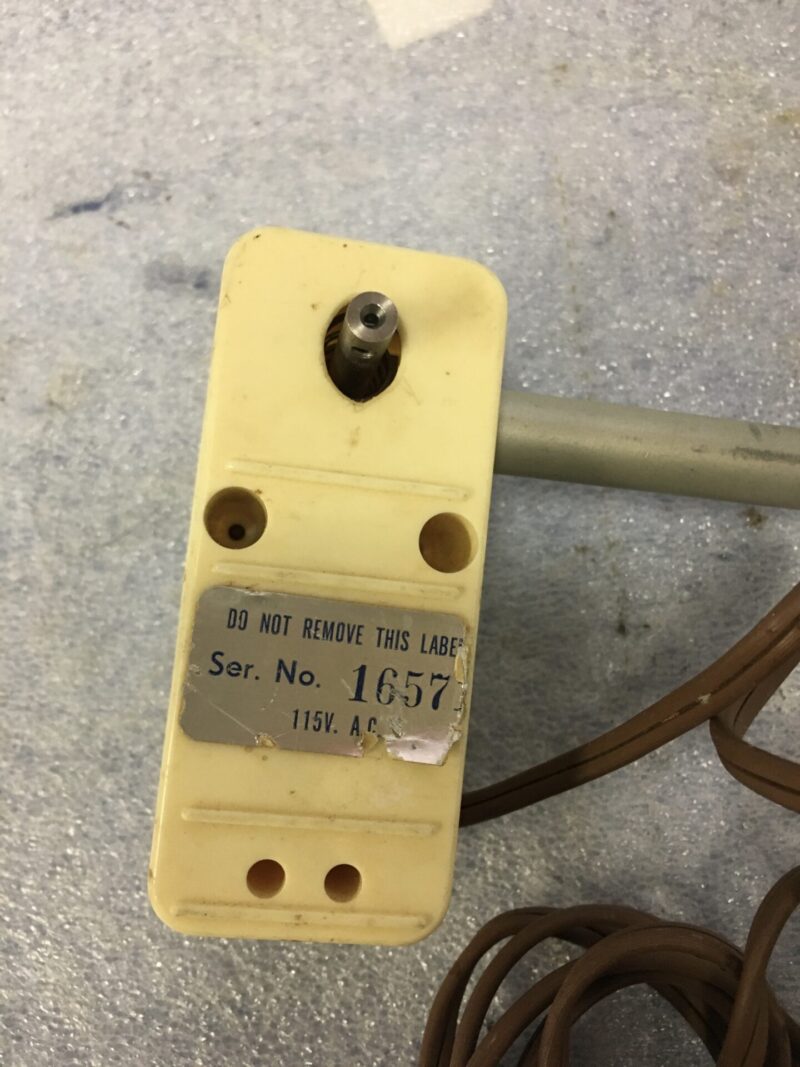 DO NOT REMOVE THIS LABE
Ser. No. 1657
115V. A.C